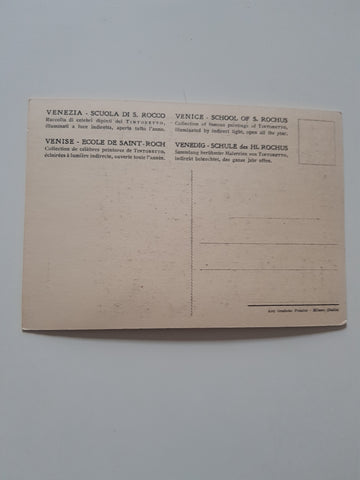 VENEZIA - SCUOLA DI S. ROCCO
Raccolta di celebri dipinti del TINTORETTO,
illuminati a luce indiretta, aperta tutto l'anno.
VENICE - SCHOOL OF S. ROCHUS
Collection of famous paintings of TINTORETTO,
illuminated by indirect light, open all the year.
VENISE - ECOLE DE SAINT-ROCH
Collection de célèbres peintures de TINTORETTO,
éclairées à lumière indirecte, ouverte toute l'année.
VENEDIG - SCHULE des HL. ROCHUS
Sammlung berühmter Malereien von TINTORETTO,
indirekt beleuchtet, das ganze Jahr offen.
Milano